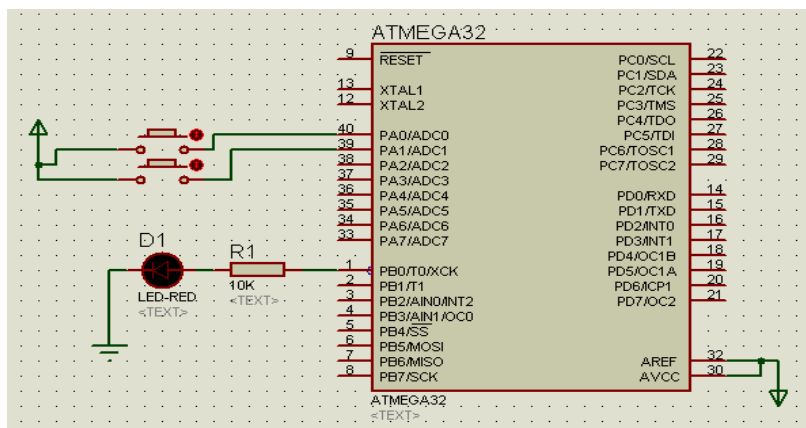 ATMEGA32
9 RESET
13 XTAL1
12 XTAL2
40 PA0/ADC0
39 PA1/ADC1
38 PA2/ADC2
37 PA3/ADC3
36 PA4/ADC4
35 PA5/ADC5
34 PA6/ADC6
33 PA7/ADC7
1 PB0/T0/XCK
2 PB1/T1
3 PB2/AIN0/INT2
4 PB3/AIN1/OC0
5 PB4/SS
6 PB5/MOSI
7 PB6/MISO
8 PB7/SCK
PC0/SCL 22
PC1/SDA 23
PC2/TCK 24
PC3/TMS 25
PC4/TDO 26
PC5/TDI 27
PC6/TOSC1 28
PC7/TOSC2 29
PD0/RXD 14
PD1/TXD 15
PD2/INT0 16
PD3/INT1 17
PD4/OC1B 18
PD5/OC1A 19
PD6/ICP1 20
PD7/OC2 21
AREF 32
AVCC 30
ATMEGA32
<TEXT>
D1
LED-RED
<TEXT>
R1
10K
<TEXT>